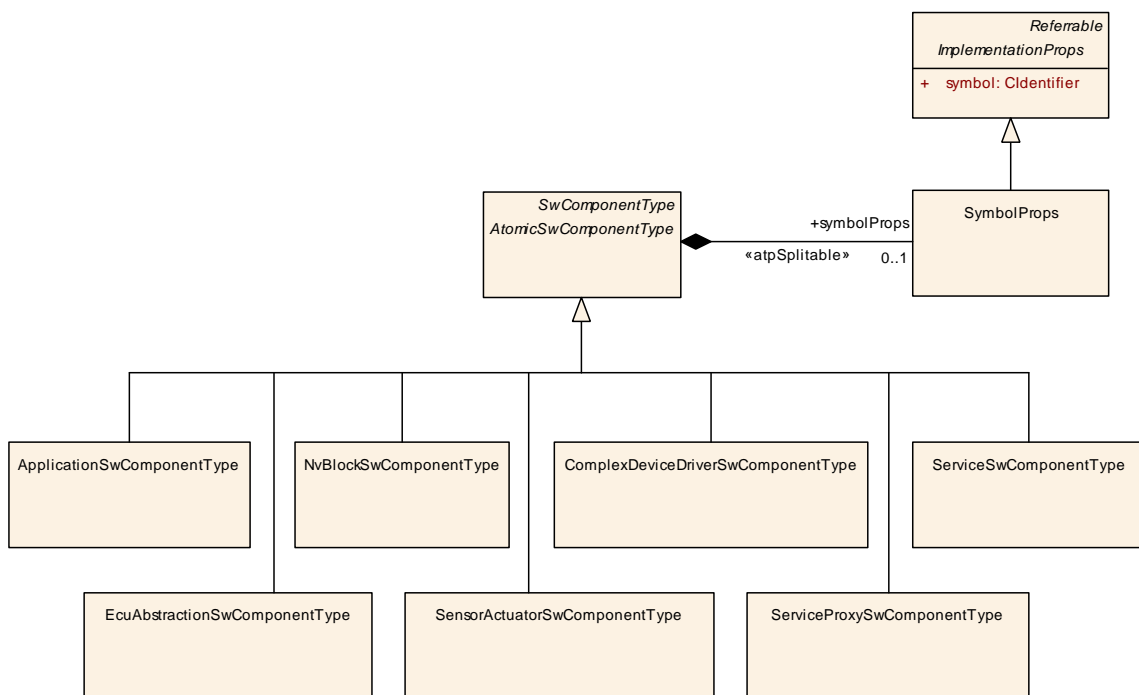 Referrable
ImplementationProps
+ symbol: CIdentifier
SwComponentType
AtomicSwComponentType
+symbolProps
«atpSplitable» 0..1
SymbolProps
ApplicationSwComponentType
NvBlockSwComponentType
ComplexDeviceDriverSwComponentType
ServiceSwComponentType
EcuAbstractionSwComponentType
SensorActuatorSwComponentType
ServiceProxySwComponentType